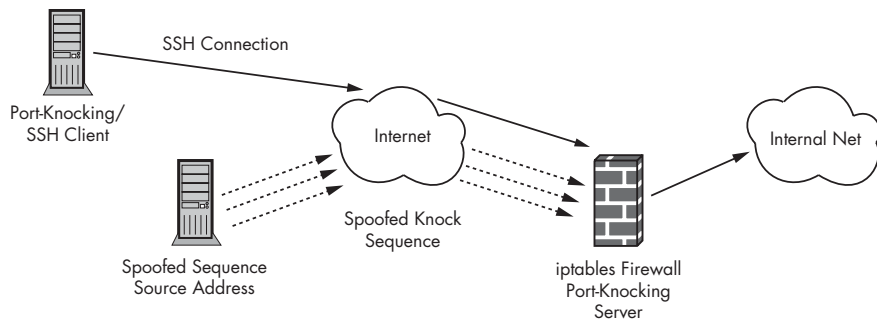 SSH Connection
Port-Knocking/
SSH Client
Internet
Internal Net
Spoofed Knock
Sequence
Spoofed Sequence
Source Address
iptables Firewall
Port-Knocking
Server